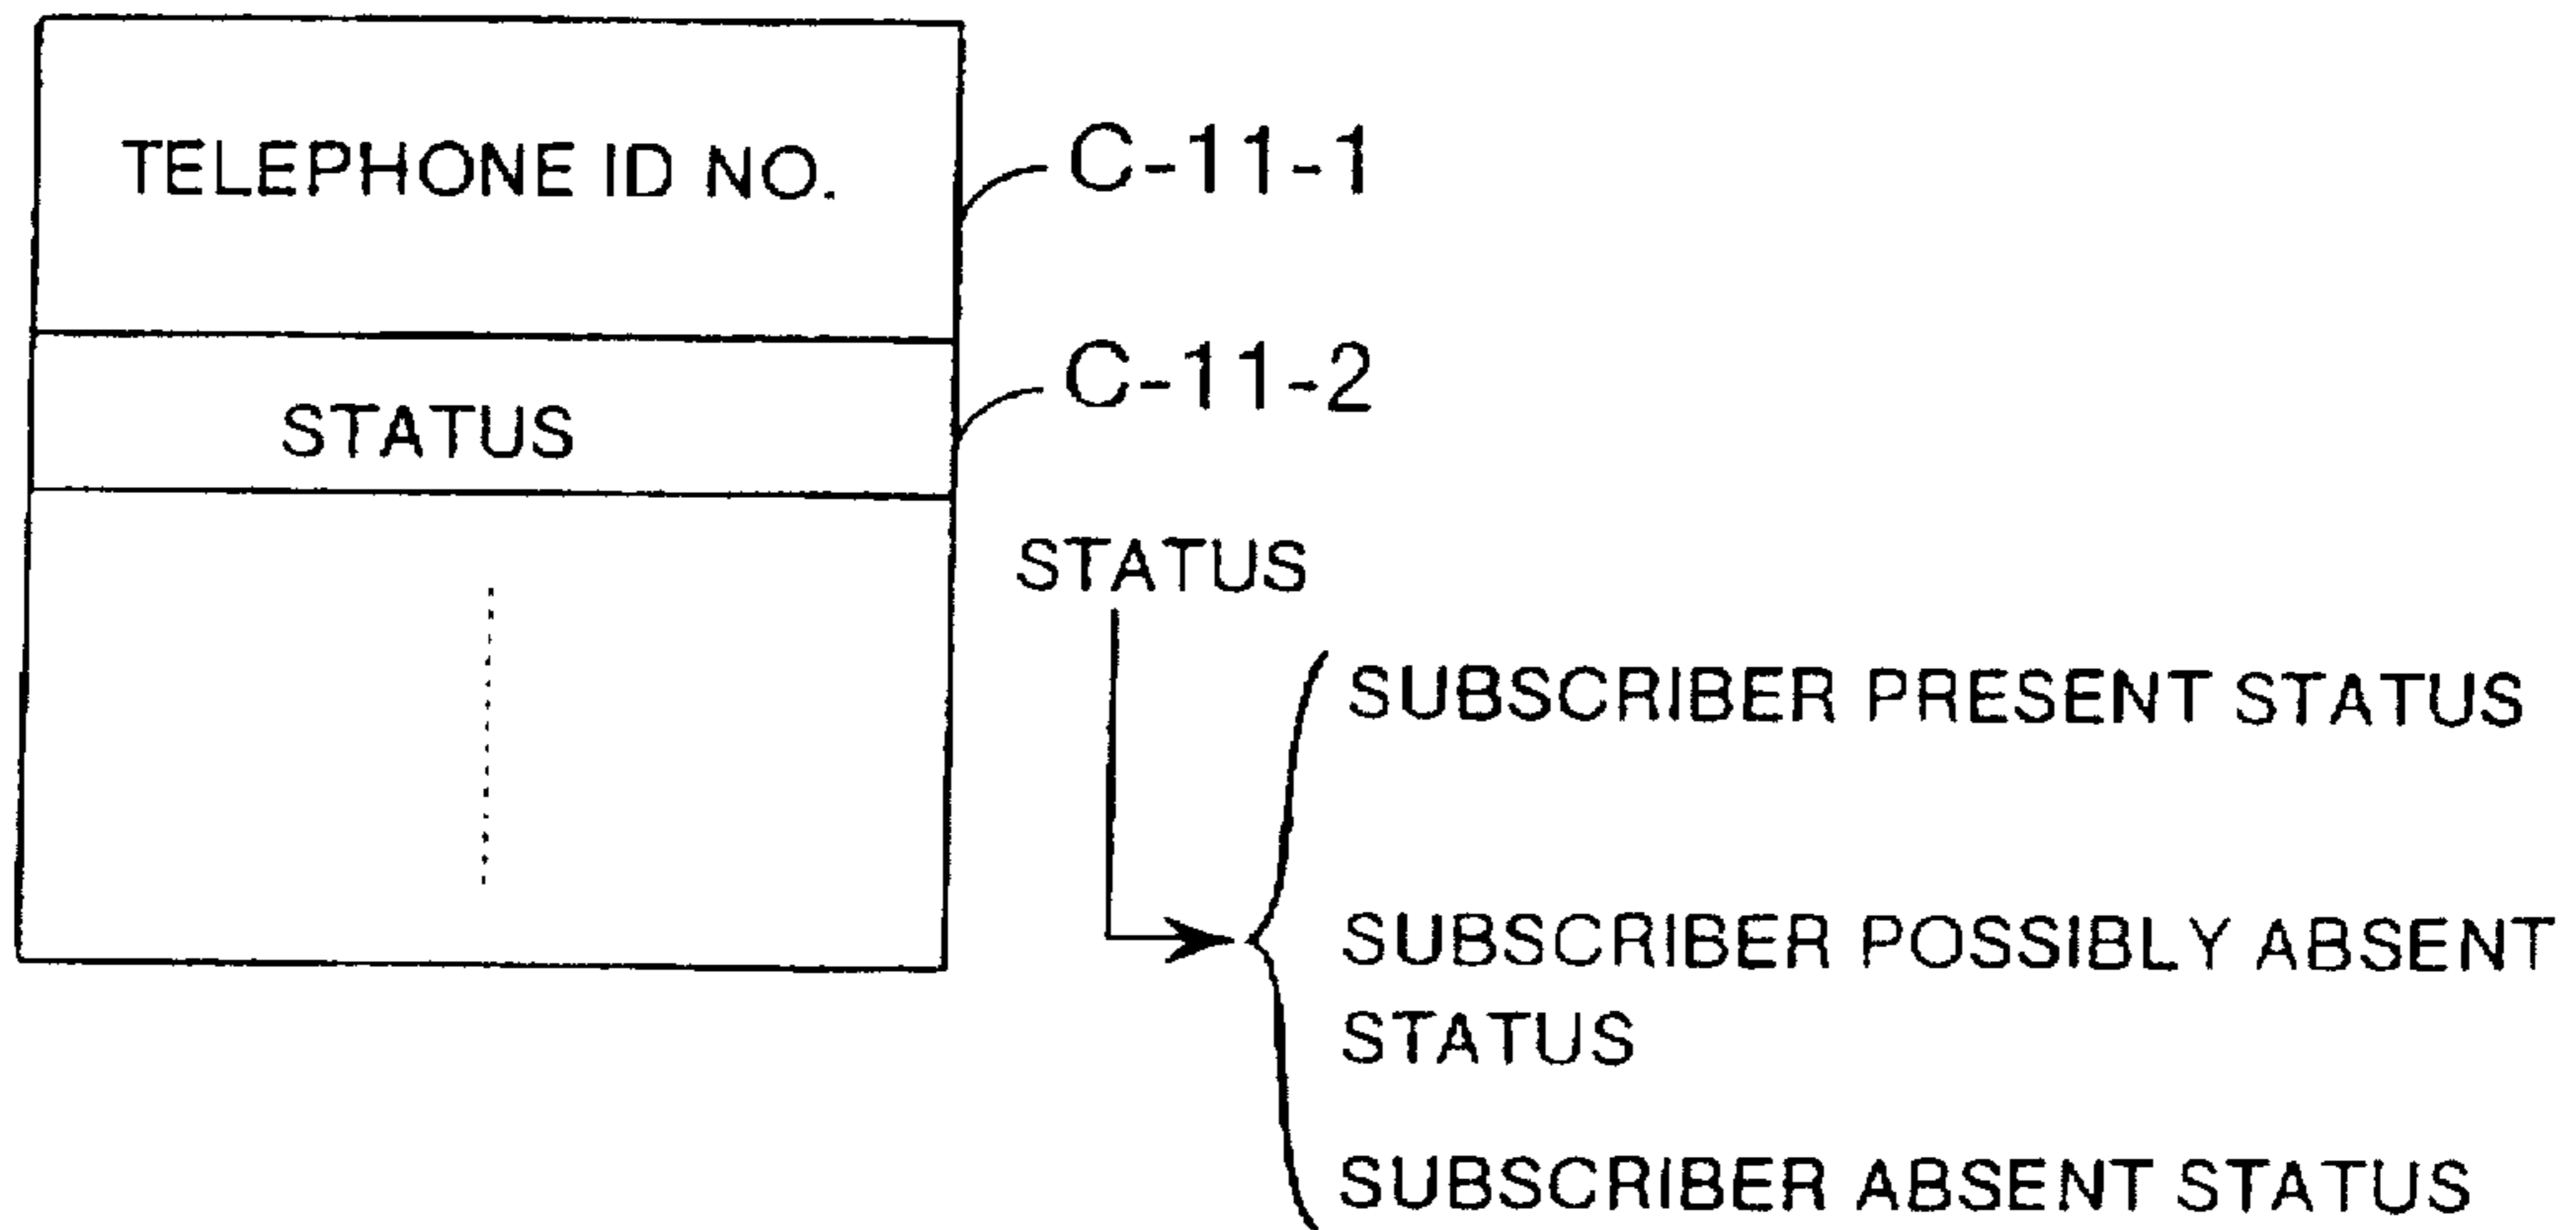 TELEPHONE ID NO.
C-11-1
STATUS
C-11-2
STATUS
SUBSCRIBER PRESENT STATUS
SUBSCRIBER POSSIBLY ABSENT
STATUS
SUBSCRIBER ABSENT STATUS